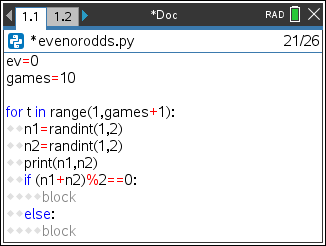 1.1 1.2 *Doc RAD
*evenorodds.py 21/26
ev=0
games=10
for t in range(1,games+1):
n1=randint(1,2)
n2=randint(1,2)
print(n1,n2)
if (n1+n2)%2==0:
block
else:
block